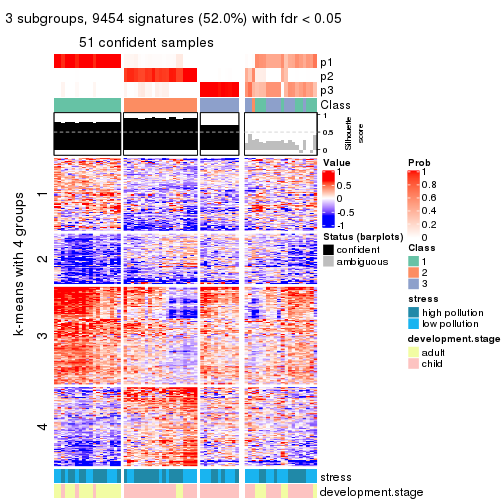 3 subgroups, 9454 signatures (52.0%) with fdr < 0.05
51 confident samples
p1
p2
p3
Class
1
0.5
0
Silhouette
score
k-means with 4 groups
1
2
3
4
stress
development.stage
Value
1
0.5
0
-0.5
-1
Status (barplots)
confident
ambiguous
Prob
1
0.8
0.6
0.4
0.2
0
Class
1
2
3
stress
high pollution
low pollution
development.stage
adult
child